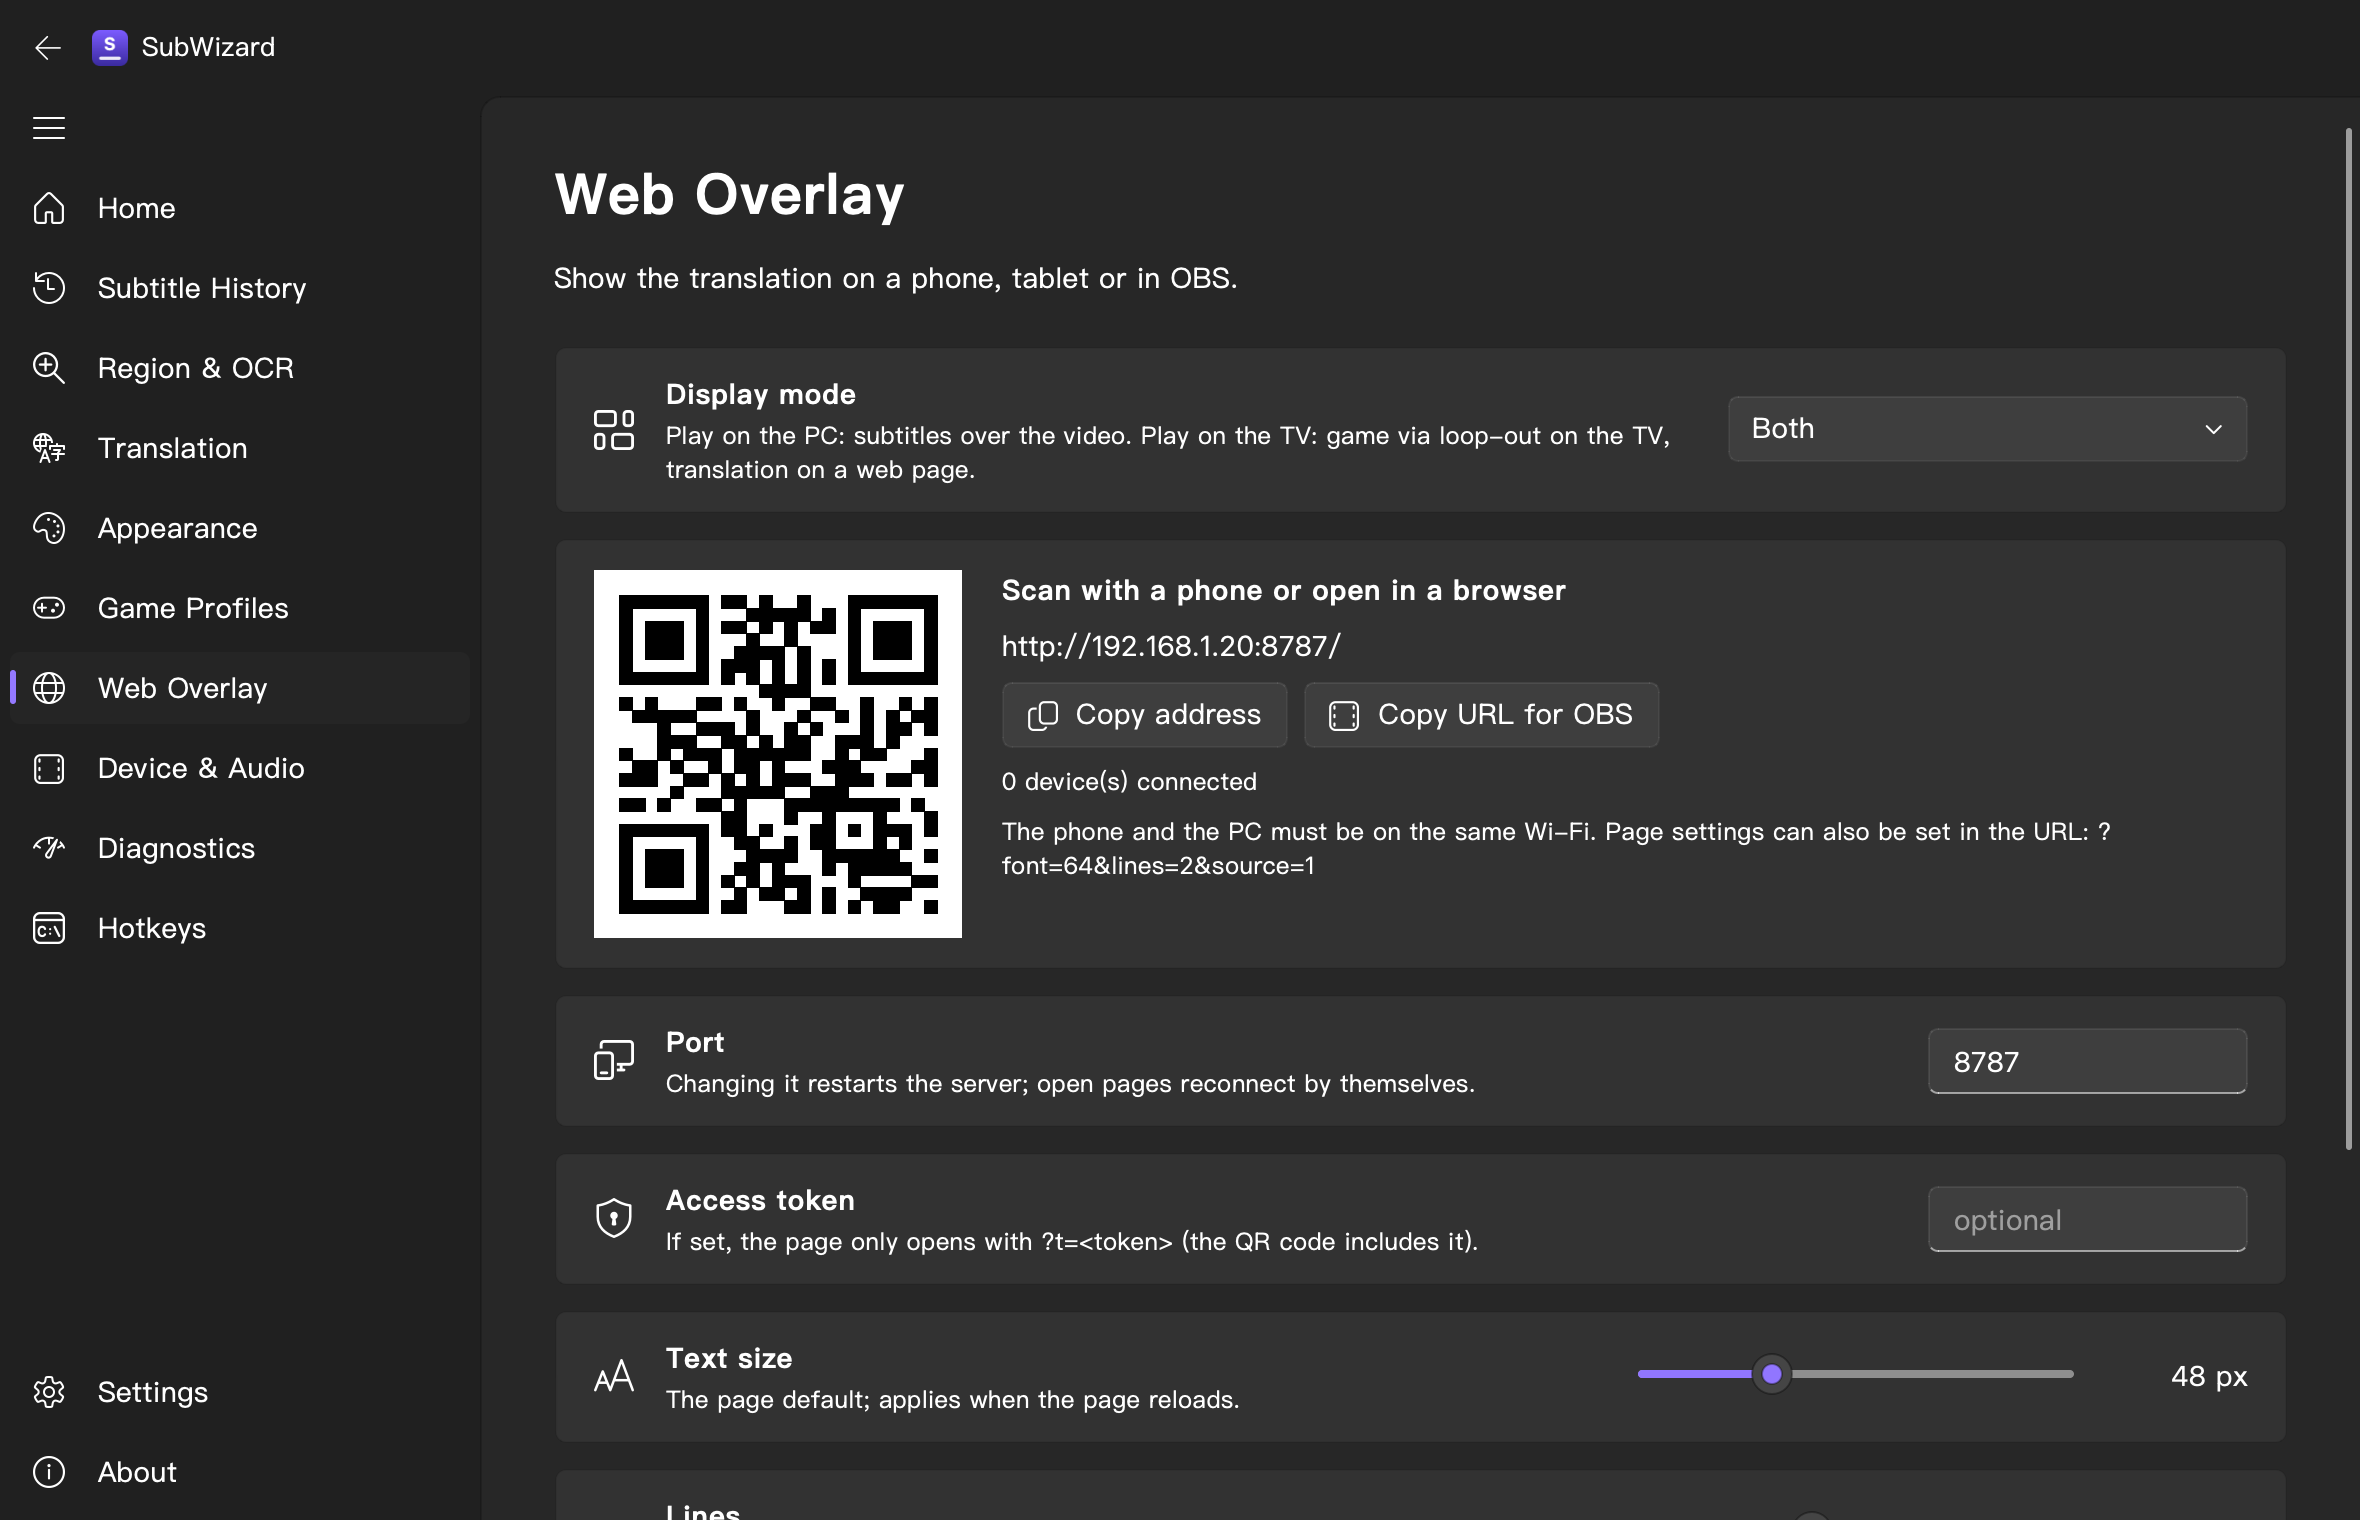 SubWizard
Home
Subtitle History
Region & OCR
Translation
Appearance
Game Profiles
Web Overlay
Device & Audio
Diagnostics
Hotkeys
Settings
About
Web Overlay
Show the translation on a phone, tablet or in OBS.
Display mode
Play on the PC: subtitles over the video. Play on the TV: game via loop-out on the TV,
translation on a web page.
Both
Scan with a phone or open in a browser
http://192.168.1.20:8787/
Copy address
Copy URL for OBS
0 device(s) connected
The phone and the PC must be on the same Wi-Fi. Page settings can also be set in the URL: ?
font=64&lines=2&source=1
Port
Changing it restarts the server; open pages reconnect by themselves.
8787
Access token
If set, the page only opens with ?t=<token> (the QR code includes it).
optional
Text size
The page default; applies when the page reloads.
48 px
Lines